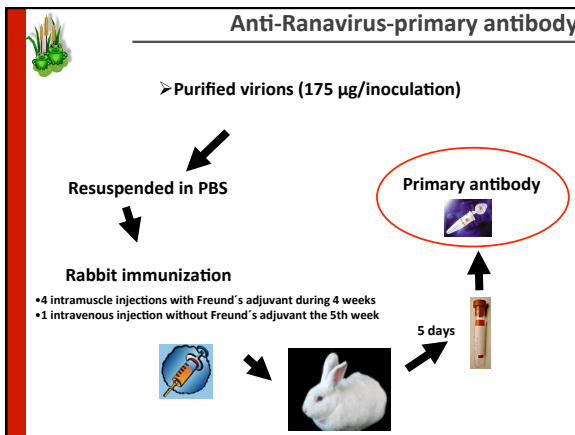 Anti-Ranavirus-primary antibody
➢Purified virions (175 µg/inoculation)
Resuspended in PBS
Primary antibody
Rabbit immunization
•4 intramuscle injections with Freund´s adjuvant during 4 weeks
•1 intravenous injection without Freund´s adjuvant the 5th week
5 days